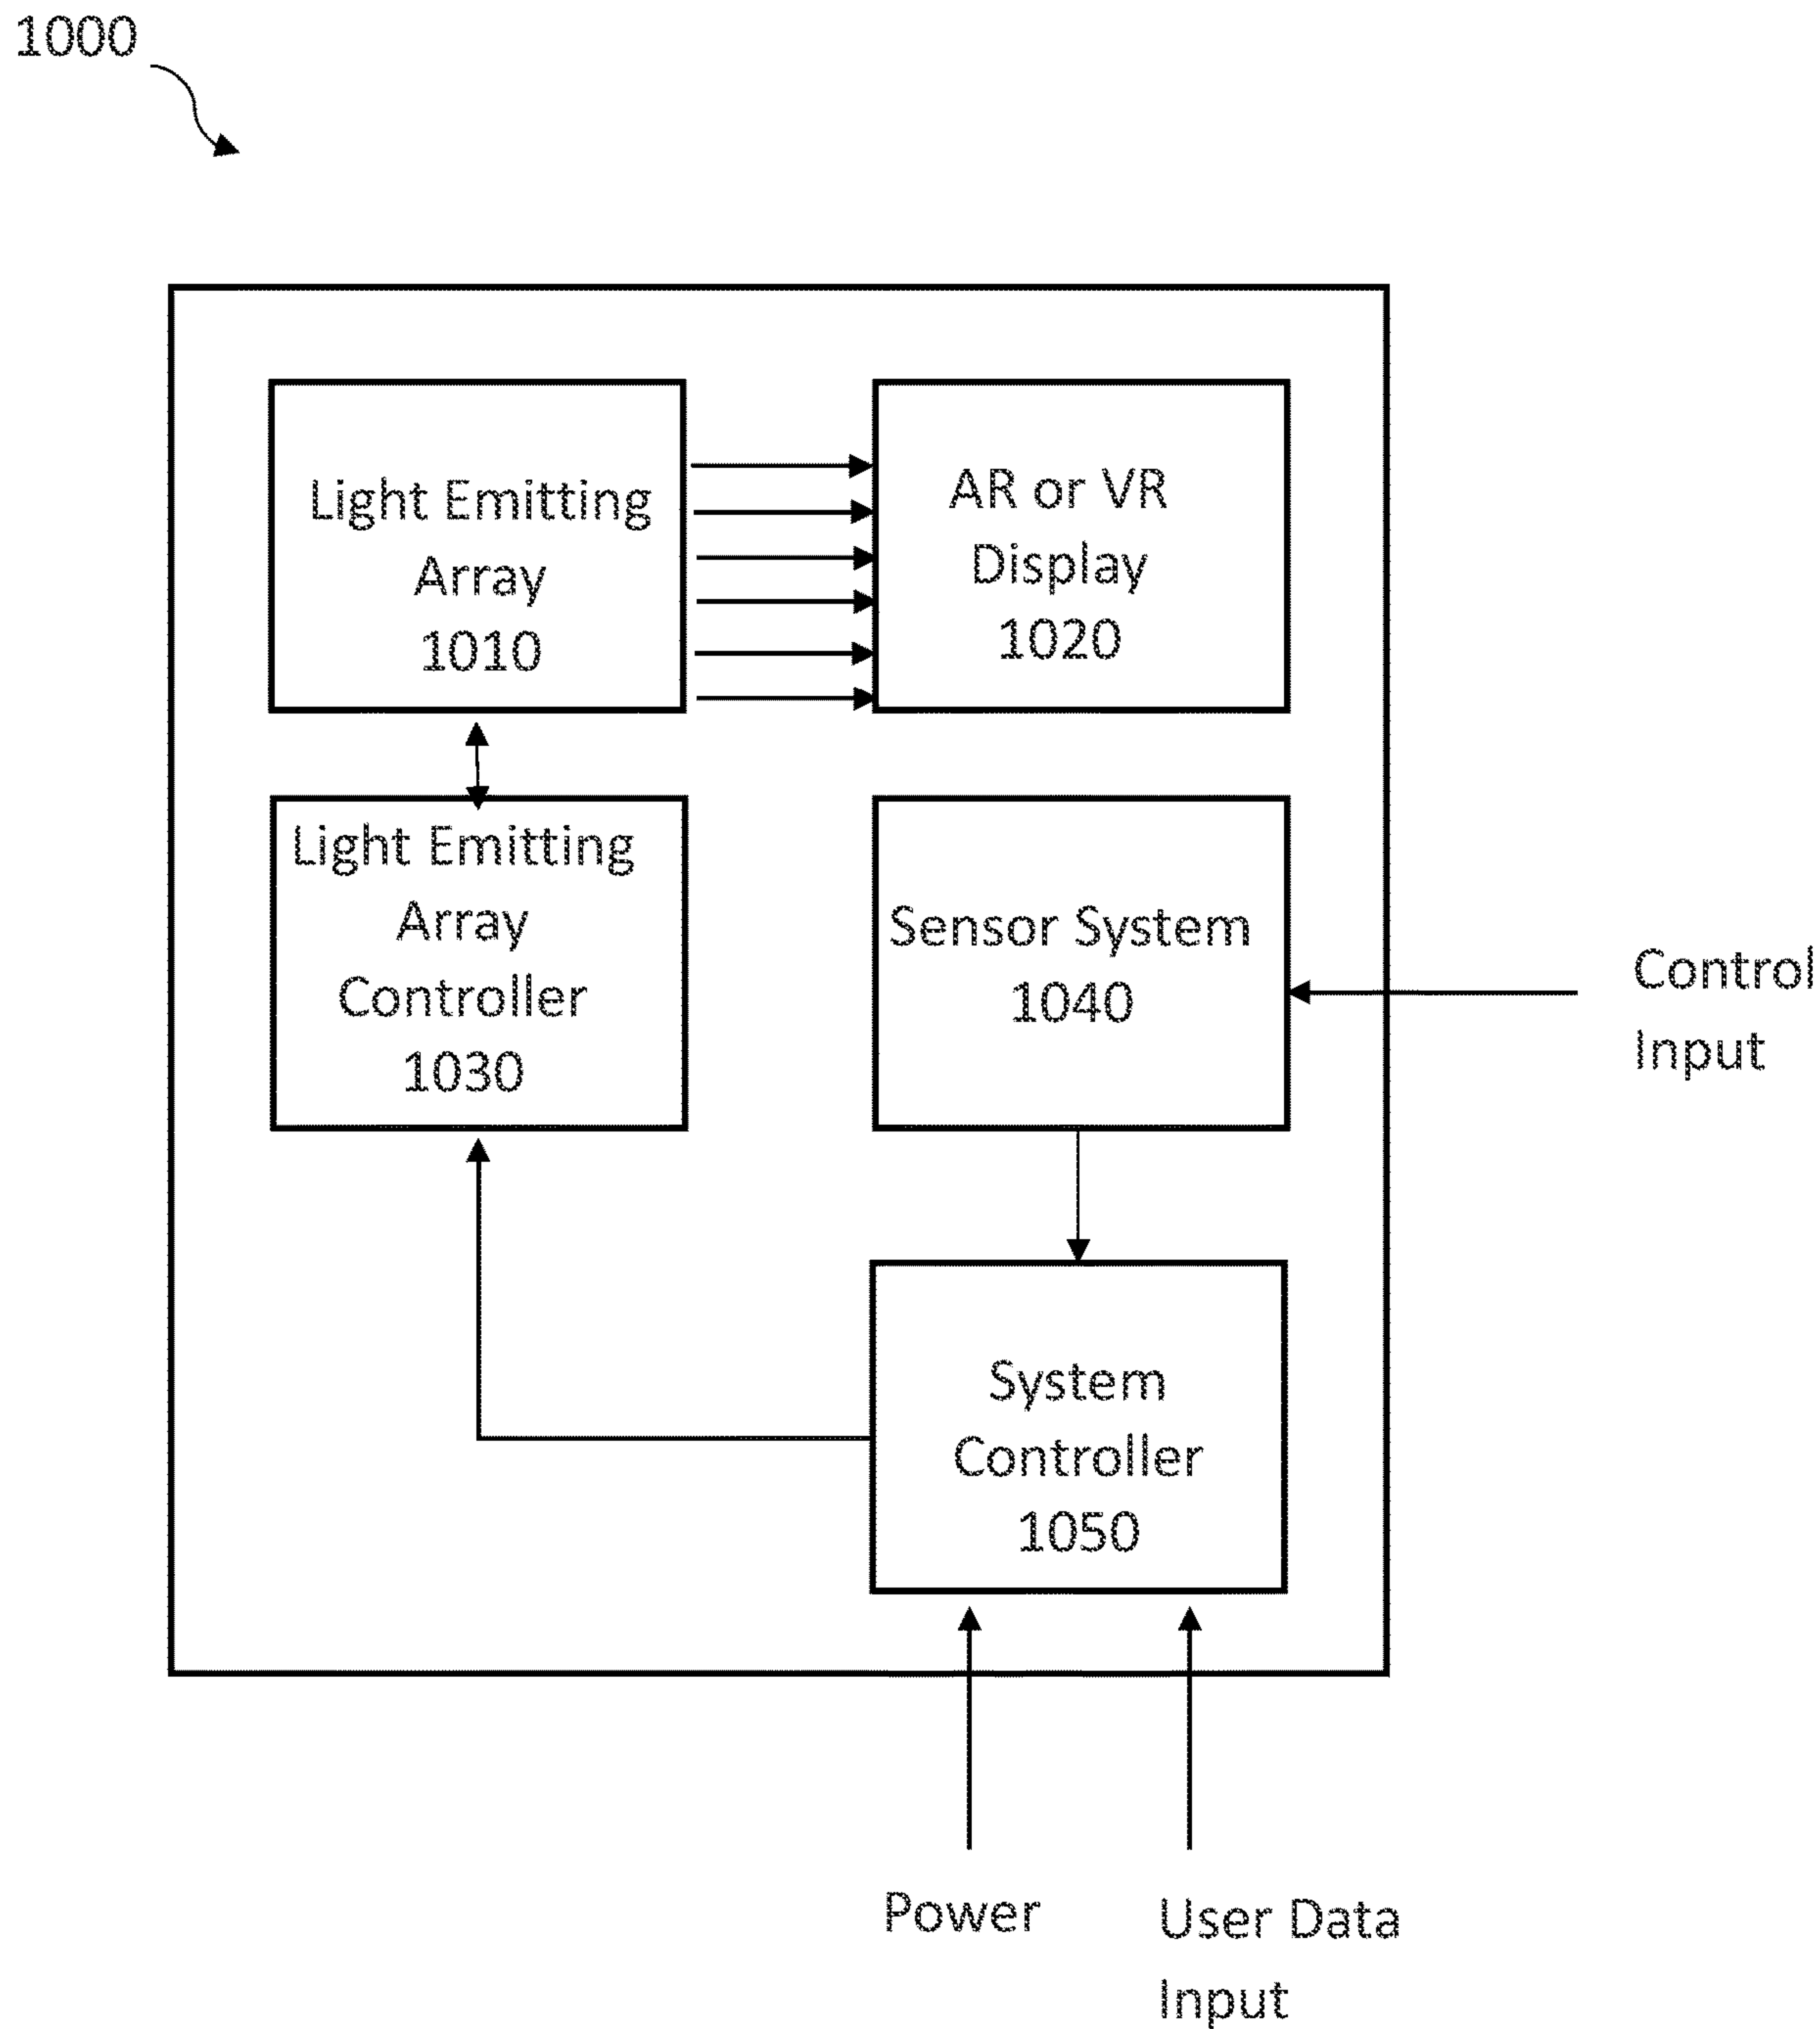 1000
Light Emitting
Array
1010
AR or VR
Display
1020
Light Emitting
Array
Controller
1030
Sensor System
1040
Control
Input
System
Controller
1050
Power
User Data
Input